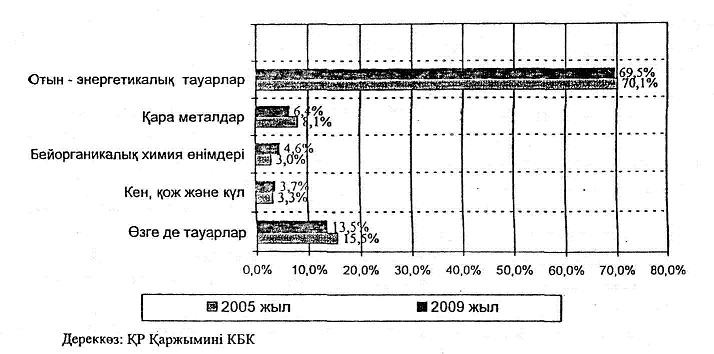 Отын - энергетикалық тауарлар 69,5%
70,1%
Қара металдар 6,4%
8,1%
Бейорганикалық химия өнімдері 4,6%
3,0%
Кен, қож және күл 3,7%
3,3%
Өзге де тауарлар 13,5%
15,5%
0,0% 10,0% 20,0% 30,0% 40,0% 50,0% 60,0% 70,0% 80,0%
2005 жыл 2009 жыл
Дереккөз: ҚР Қаржымині КБК